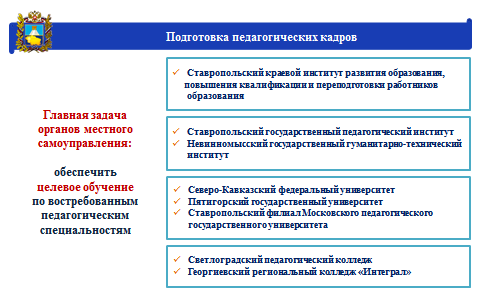 Подготовка педагогических кадров
Главная задача
органов местного
самоуправления:
обеспечить
целевое обучение
по востребованным
педагогическим
специальностям
Ставропольский краевой институт развития образования,
повышения квалификации и переподготовки работников
образования
Ставропольский государственный педагогический институт
Невинномысский государственный гуманитарно-технический
институт
Северо-Кавказский федеральный университет
Пятигорский государственный университет
Ставропольский филиал Московского педагогического
государственного университета
Светлоградский педагогический колледж
Георгиевский региональный колледж «Интеграл»